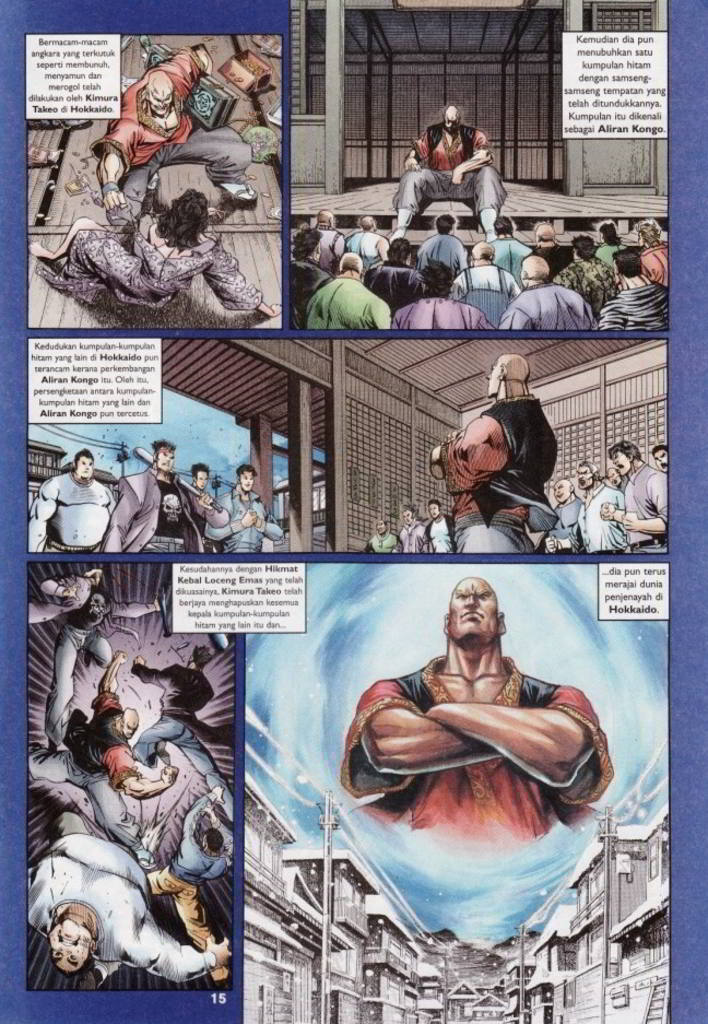 Bermacam-macam
angkara yang terkutuk
seperti membunuh,
menyamun dan
merogol telah
dilakukan oleh Kimura
Takeo di Hokkaido.
Kemudian dia pun
menubuhkan satu
kumpulan hitam
dengan samseng-
samseng tempatan yang
telah ditundukkannya.
Kumpulan itu dikenali
sebagai Aliran Kongo.
Kedudukan kumpulan-kumpulan
hitam yang lain di Hokkaido pun
terancam kerana perkembangan
Aliran Kongo itu. Oleh itu,
persengketaan antara kumpulan-
kumpulan hitam yang lain dan
Aliran Kongo pun tercetus.
Kesudahannya dengan Hikmat
Kebal Loceng Emas yang telah
dikuasainya, Kimura Takeo telah
berjaya menghapuskan kesemua
kepala kumpulan-kumpulan
hitam yang lain itu dan...
...dia pun terus
merajai dunia
penjenayah di
Hokkaido.
15